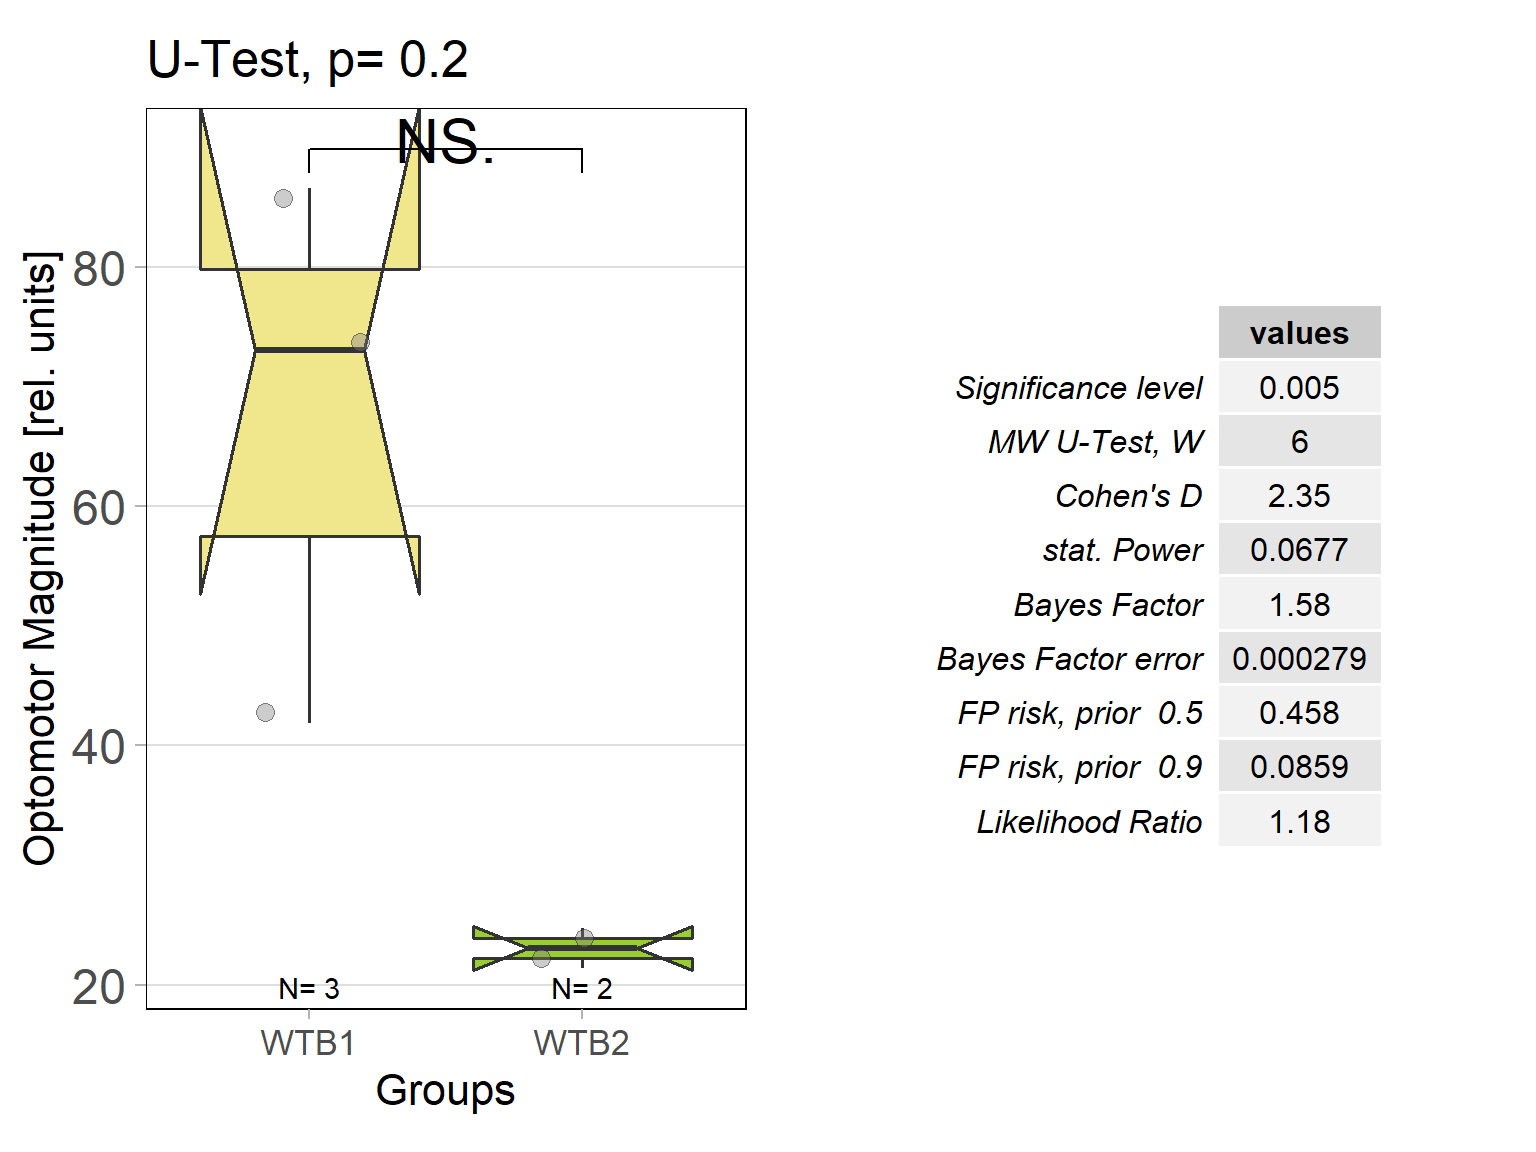 U-Test, p= 0.2
NS.
Optomotor Magnitude [rel. units]
80
60
40
20
N= 3
N= 2
WTB1
WTB2
Groups
values
Significance level 0.005
MW U-Test, W 6
Cohen's D 2.35
stat. Power 0.0677
Bayes Factor 1.58
Bayes Factor error 0.000279
FP risk, prior  0.5 0.458
FP risk, prior  0.9 0.0859
Likelihood Ratio 1.18